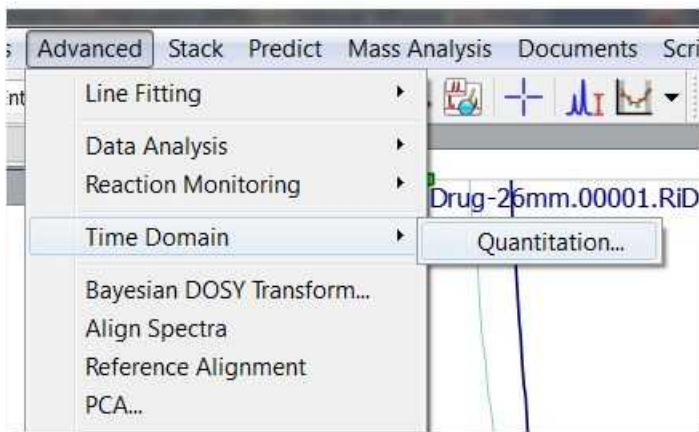 Advanced Stack Predict Mass Analysis Documents Scri
Line Fitting
Data Analysis
Reaction Monitoring
Drug-26mm.00001.RiD
Time Domain
Quantitation...
Bayesian DOSY Transform...
Align Spectra
Reference Alignment
PCA...